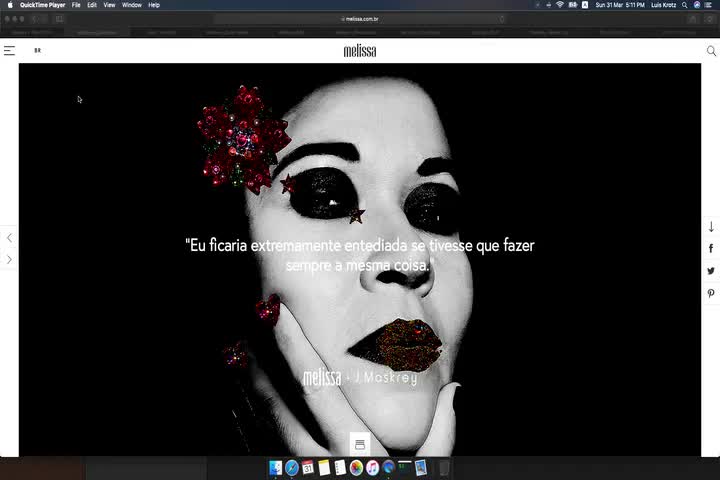 QuickTime Player File Edit View Window Help
Sun 31 Mar 5:11 PM Luis Krotz
melissa.com.br
BR
melissa
"Eu ficaria extremamente entediada se tivesse que fazer
sempre a mesma coisa.
melissa + J. Maskrey